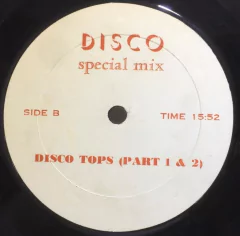 DISCO
special mix
SIDE B
TIME 15:52
DISCO TOPS (PART 1 & 2)